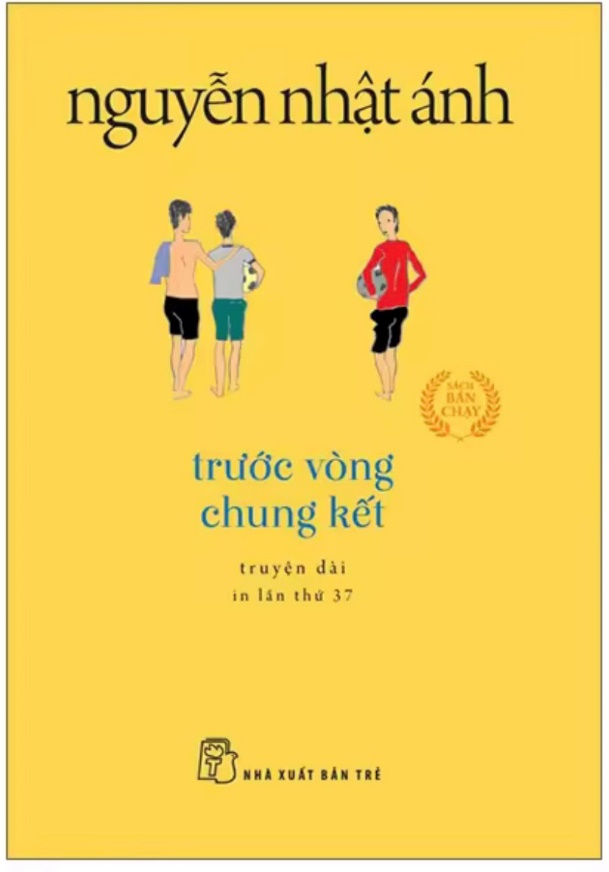 nguyễn nhật ánh
SÁCH
BÁN
CHẠY
trước vòng
chung kết
truyện dài
in lần thứ 37
T
NHÀ XUẤT BẢN TRẺ